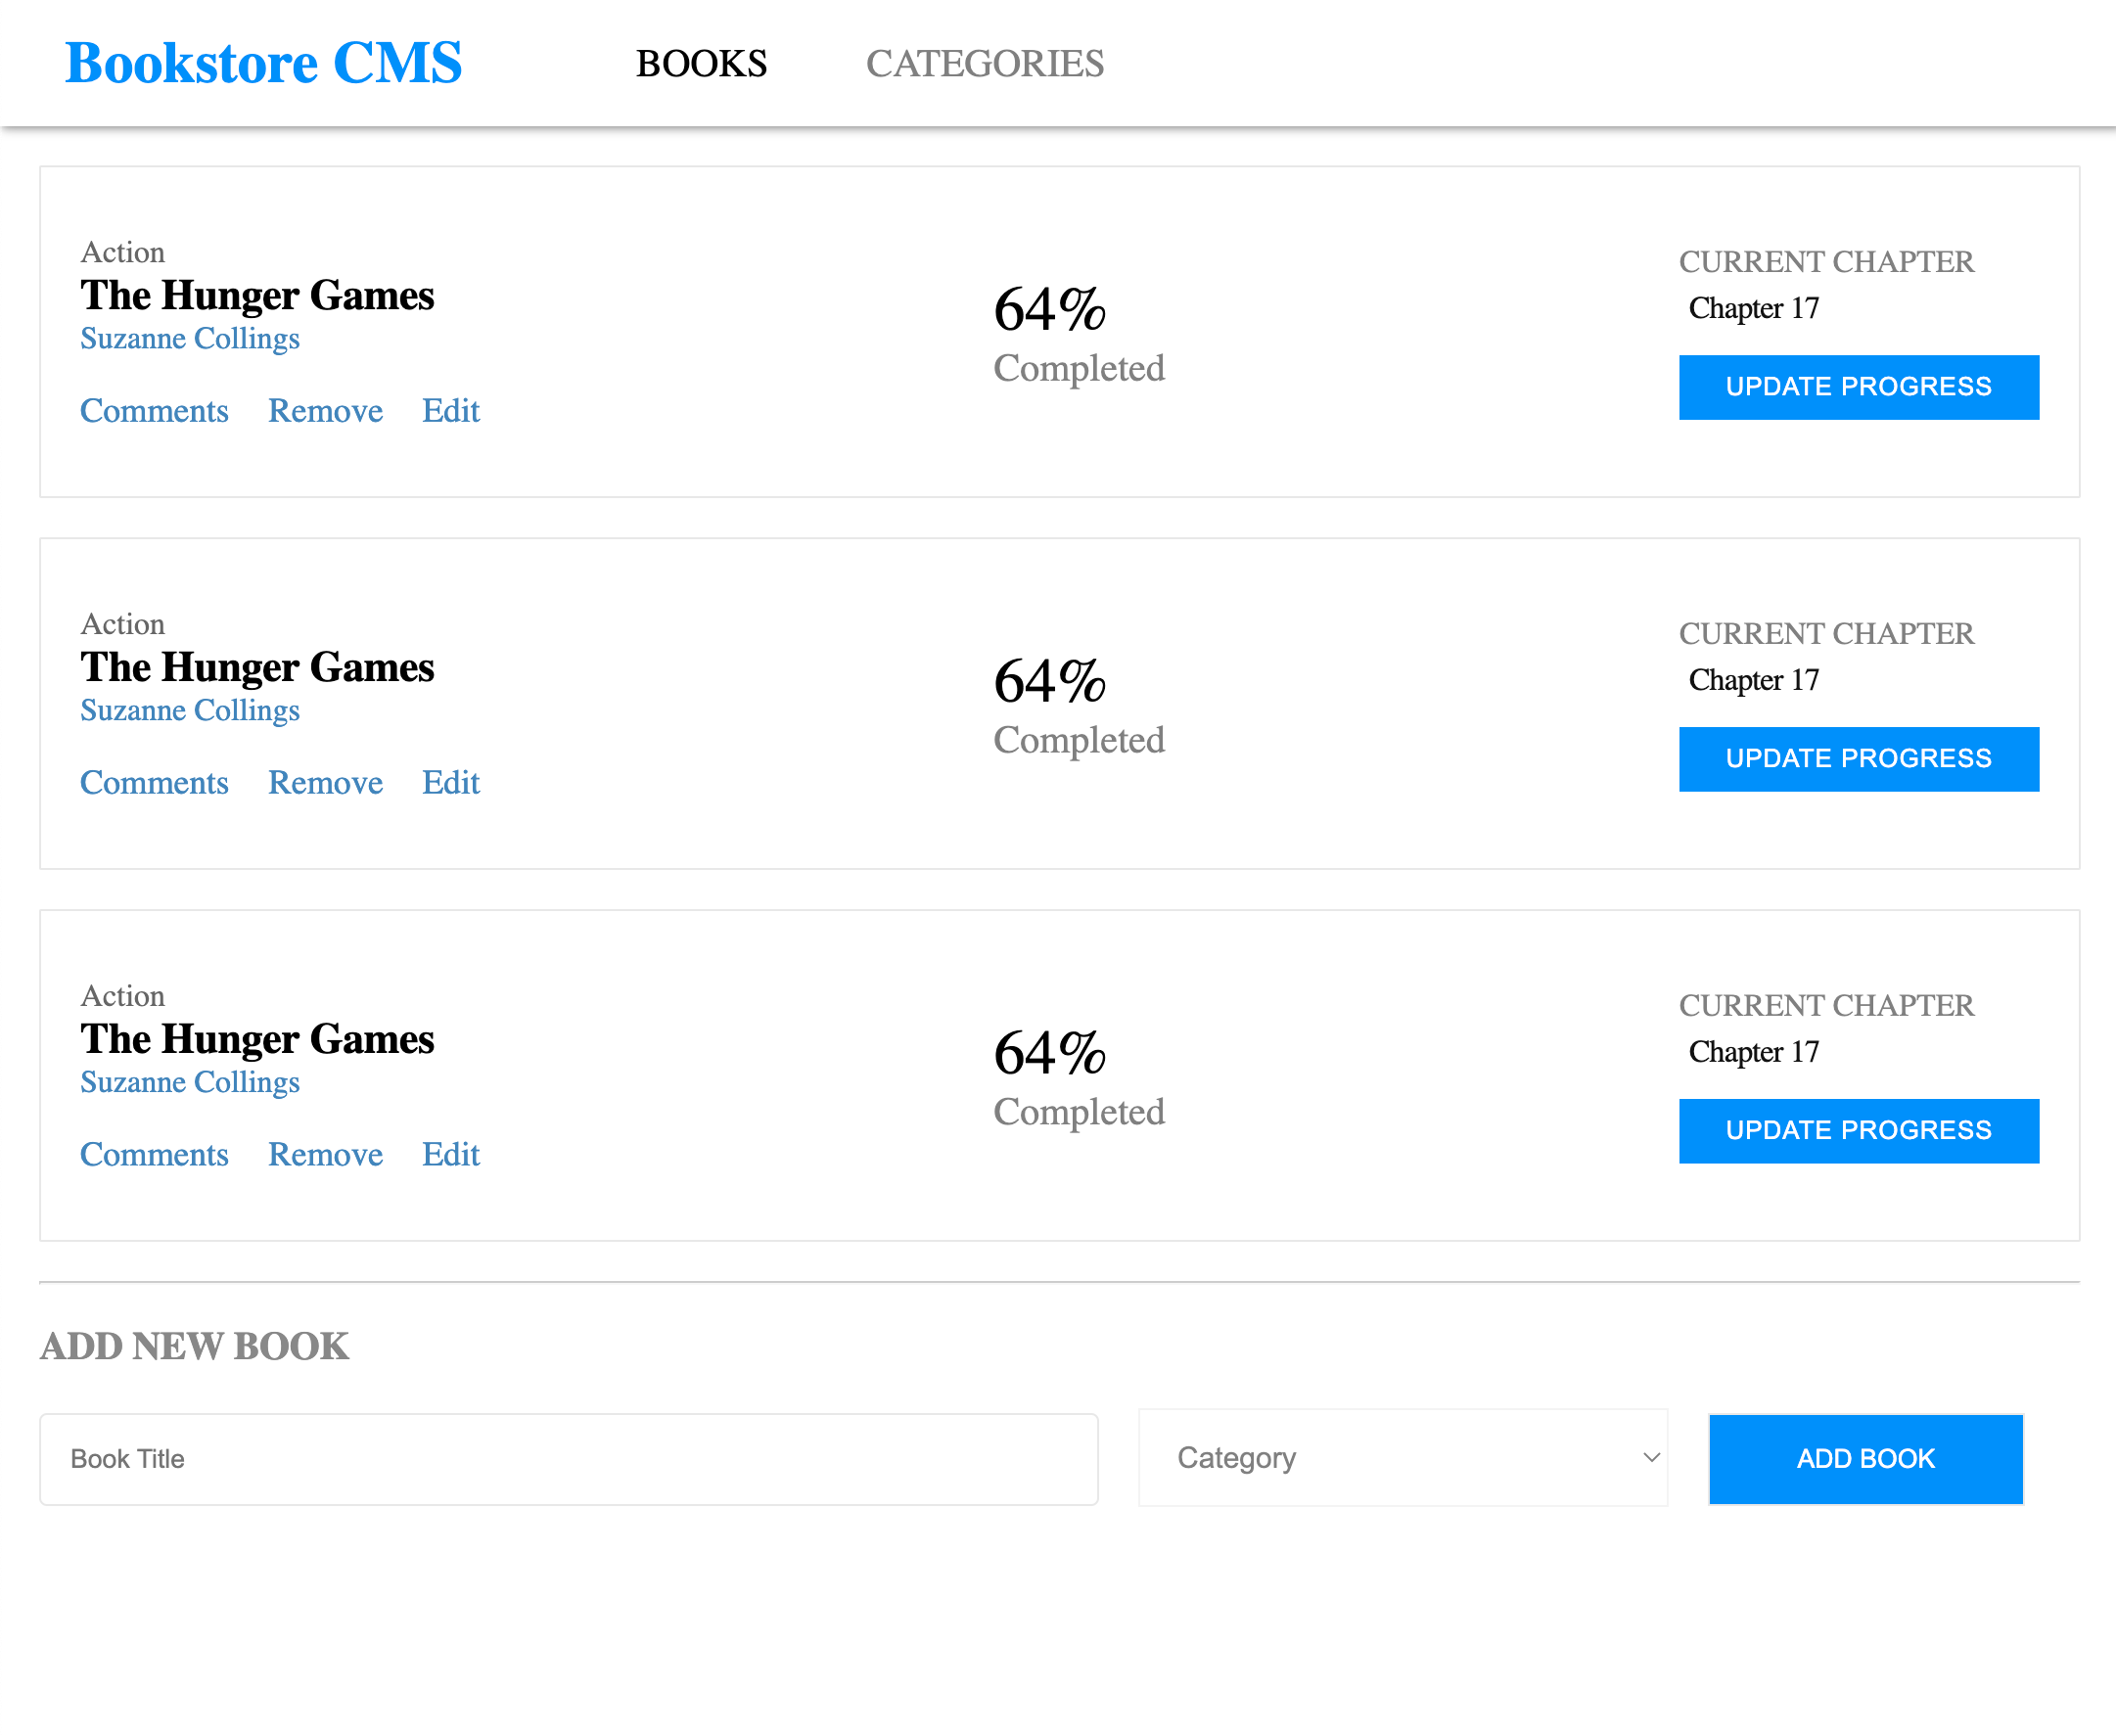 Bookstore CMS BOOKS CATEGORIES
Action
The Hunger Games
Suzanne Collings
Comments Remove Edit
64%
Completed
CURRENT CHAPTER
Chapter 17
UPDATE PROGRESS
Action
The Hunger Games
Suzanne Collings
Comments Remove Edit
64%
Completed
CURRENT CHAPTER
Chapter 17
UPDATE PROGRESS
Action
The Hunger Games
Suzanne Collings
Comments Remove Edit
64%
Completed
CURRENT CHAPTER
Chapter 17
UPDATE PROGRESS
ADD NEW BOOK
Book Title Category ADD BOOK